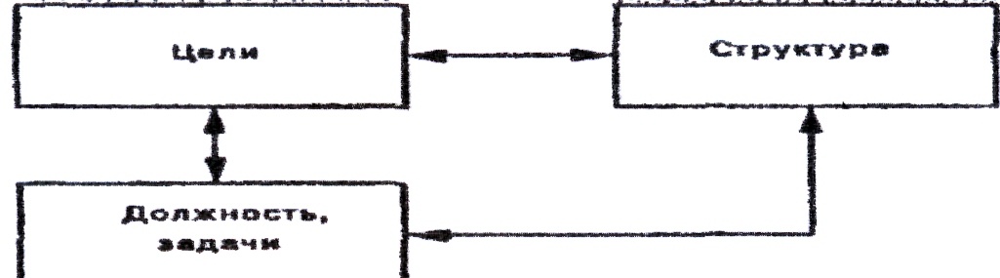 Цели
Структура
Должность,
задачи